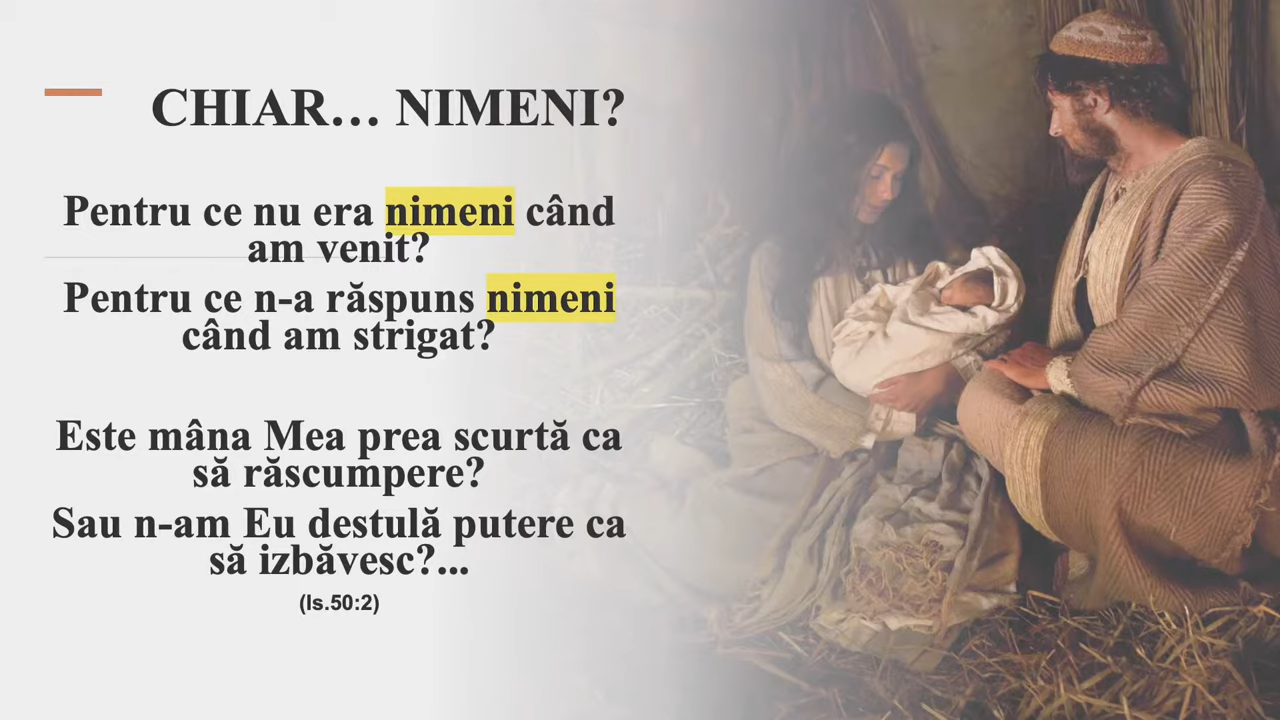 CHIAR… NIMENI?
Pentru ce nu era nimeni când
am venit?
Pentru ce n-a răspuns nimeni
când am strigat?
Este mâna Mea prea scurtă ca
să răscumpere?
Sau n-am Eu destulă putere ca
să izbăvesc?...
(Is.50:2)